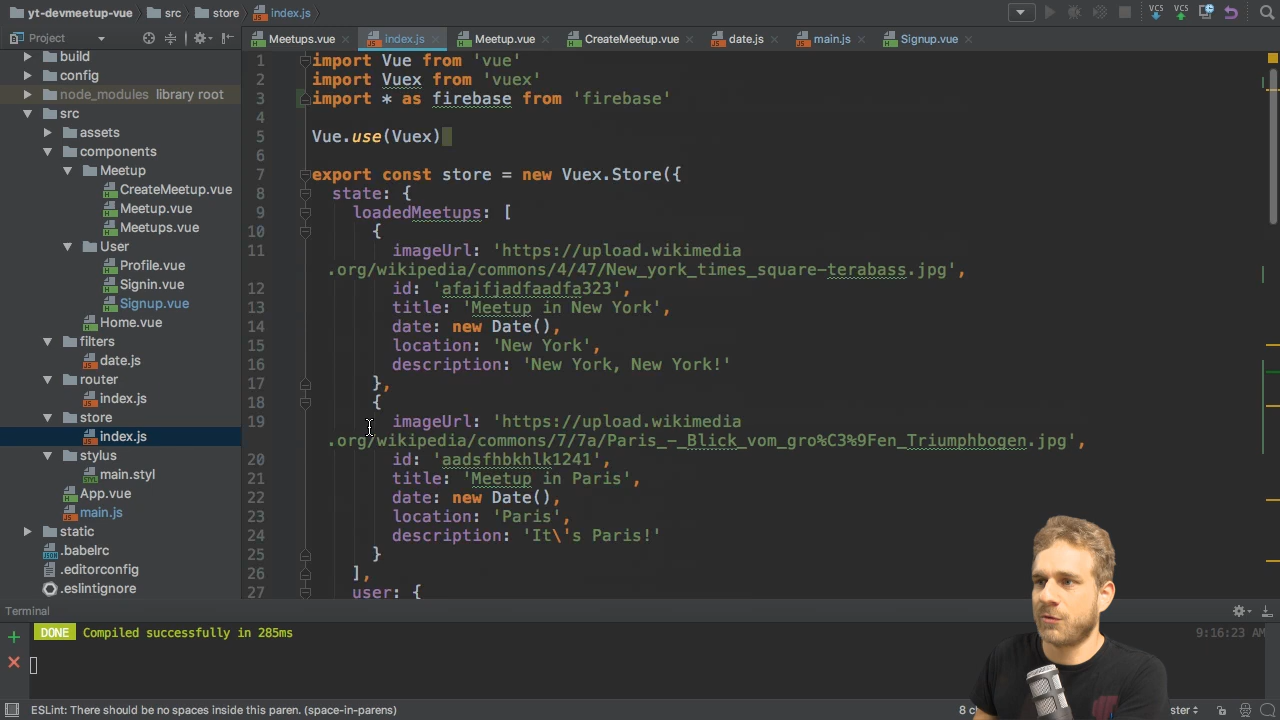 yt-devmeetup-vue
src
store
index.js
Project
Meetups.vue
index.js
Meetup.vue
CreateMeetup.vue
date.js
main.js
Signup.vue
VCS
VCS
build
config
node_modules library root
src
assets
components
Meetup
CreateMeetup.vue
Meetup.vue
Meetups.vue
User
Profile.vue
Signin.vue
Signup.vue
Home.vue
filters
date.js
router
index.js
store
index.js
stylus
main.styl
App.vue
main.js
static
.babelrc
.editorconfig
.eslintignore
1 import Vue from 'vue'
2 import Vuex from 'vuex'
3 import * as firebase from 'firebase'
4
5 Vue.use(Vuex)
6
7 export const store = new Vuex.Store({
8 state: {
9 loadedMeetups: [
10 {
11 imageUrl: 'https://upload.wikimedia
.org/wikipedia/commons/4/47/New_york_times_square-terabass.jpg',
12 id: 'afajfjadfaadfa323',
13 title: 'Meetup in New York',
14 date: new Date(),
15 location: 'New York',
16 description: 'New York, New York!'
17 },
18 {
19 imageUrl: 'https://upload.wikimedia
.org/wikipedia/commons/7/7a/Paris_-_Blick_vom_gro%C3%9Fen_Triumphbogen.jpg',
20 id: 'aadsfhbkhlk1241',
21 title: 'Meetup in Paris',
22 date: new Date(),
23 location: 'Paris',
24 description: 'It\'s Paris!'
25 }
26 ],
27 user: {
Terminal
DONE Compiled successfully in 285ms
9:16:23 AM
ESLint: There should be no spaces inside this paren. (space-in-parens)
8 ch
ster